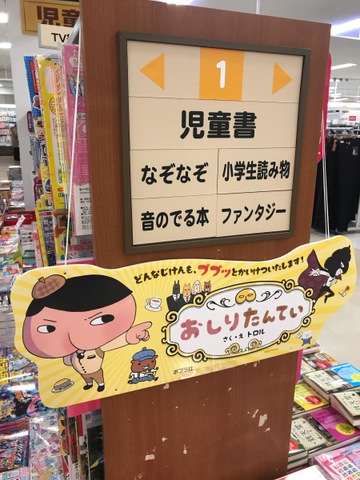 児童
TV
1
児童書
なぞなぞ
小学生読み物
音のでる本
ファンタジー
どんなじけんも、ププッとかいけついたします!
おしりたんてい
さく・え トロル
ポプラ社